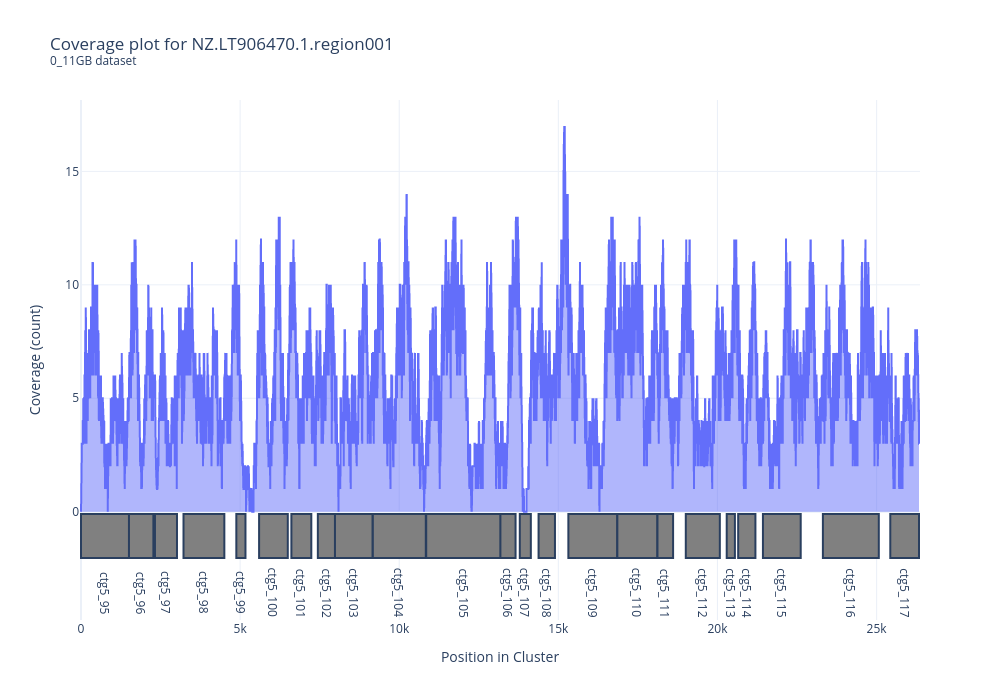 Coverage plot for NZ.LT906470.1.region001
0_11GB dataset
Coverage (count)
15
10
5
0
ctg5_95
ctg5_96
ctg5_97
ctg5_98
ctg5_99
ctg5_100
ctg5_101
ctg5_102
ctg5_103
ctg5_104
ctg5_105
ctg5_106
ctg5_107
ctg5_108
ctg5_109
ctg5_110
ctg5_111
ctg5_112
ctg5_113
ctg5_114
ctg5_115
ctg5_116
ctg5_117
0 5k 10k 15k 20k 25k
Position in Cluster